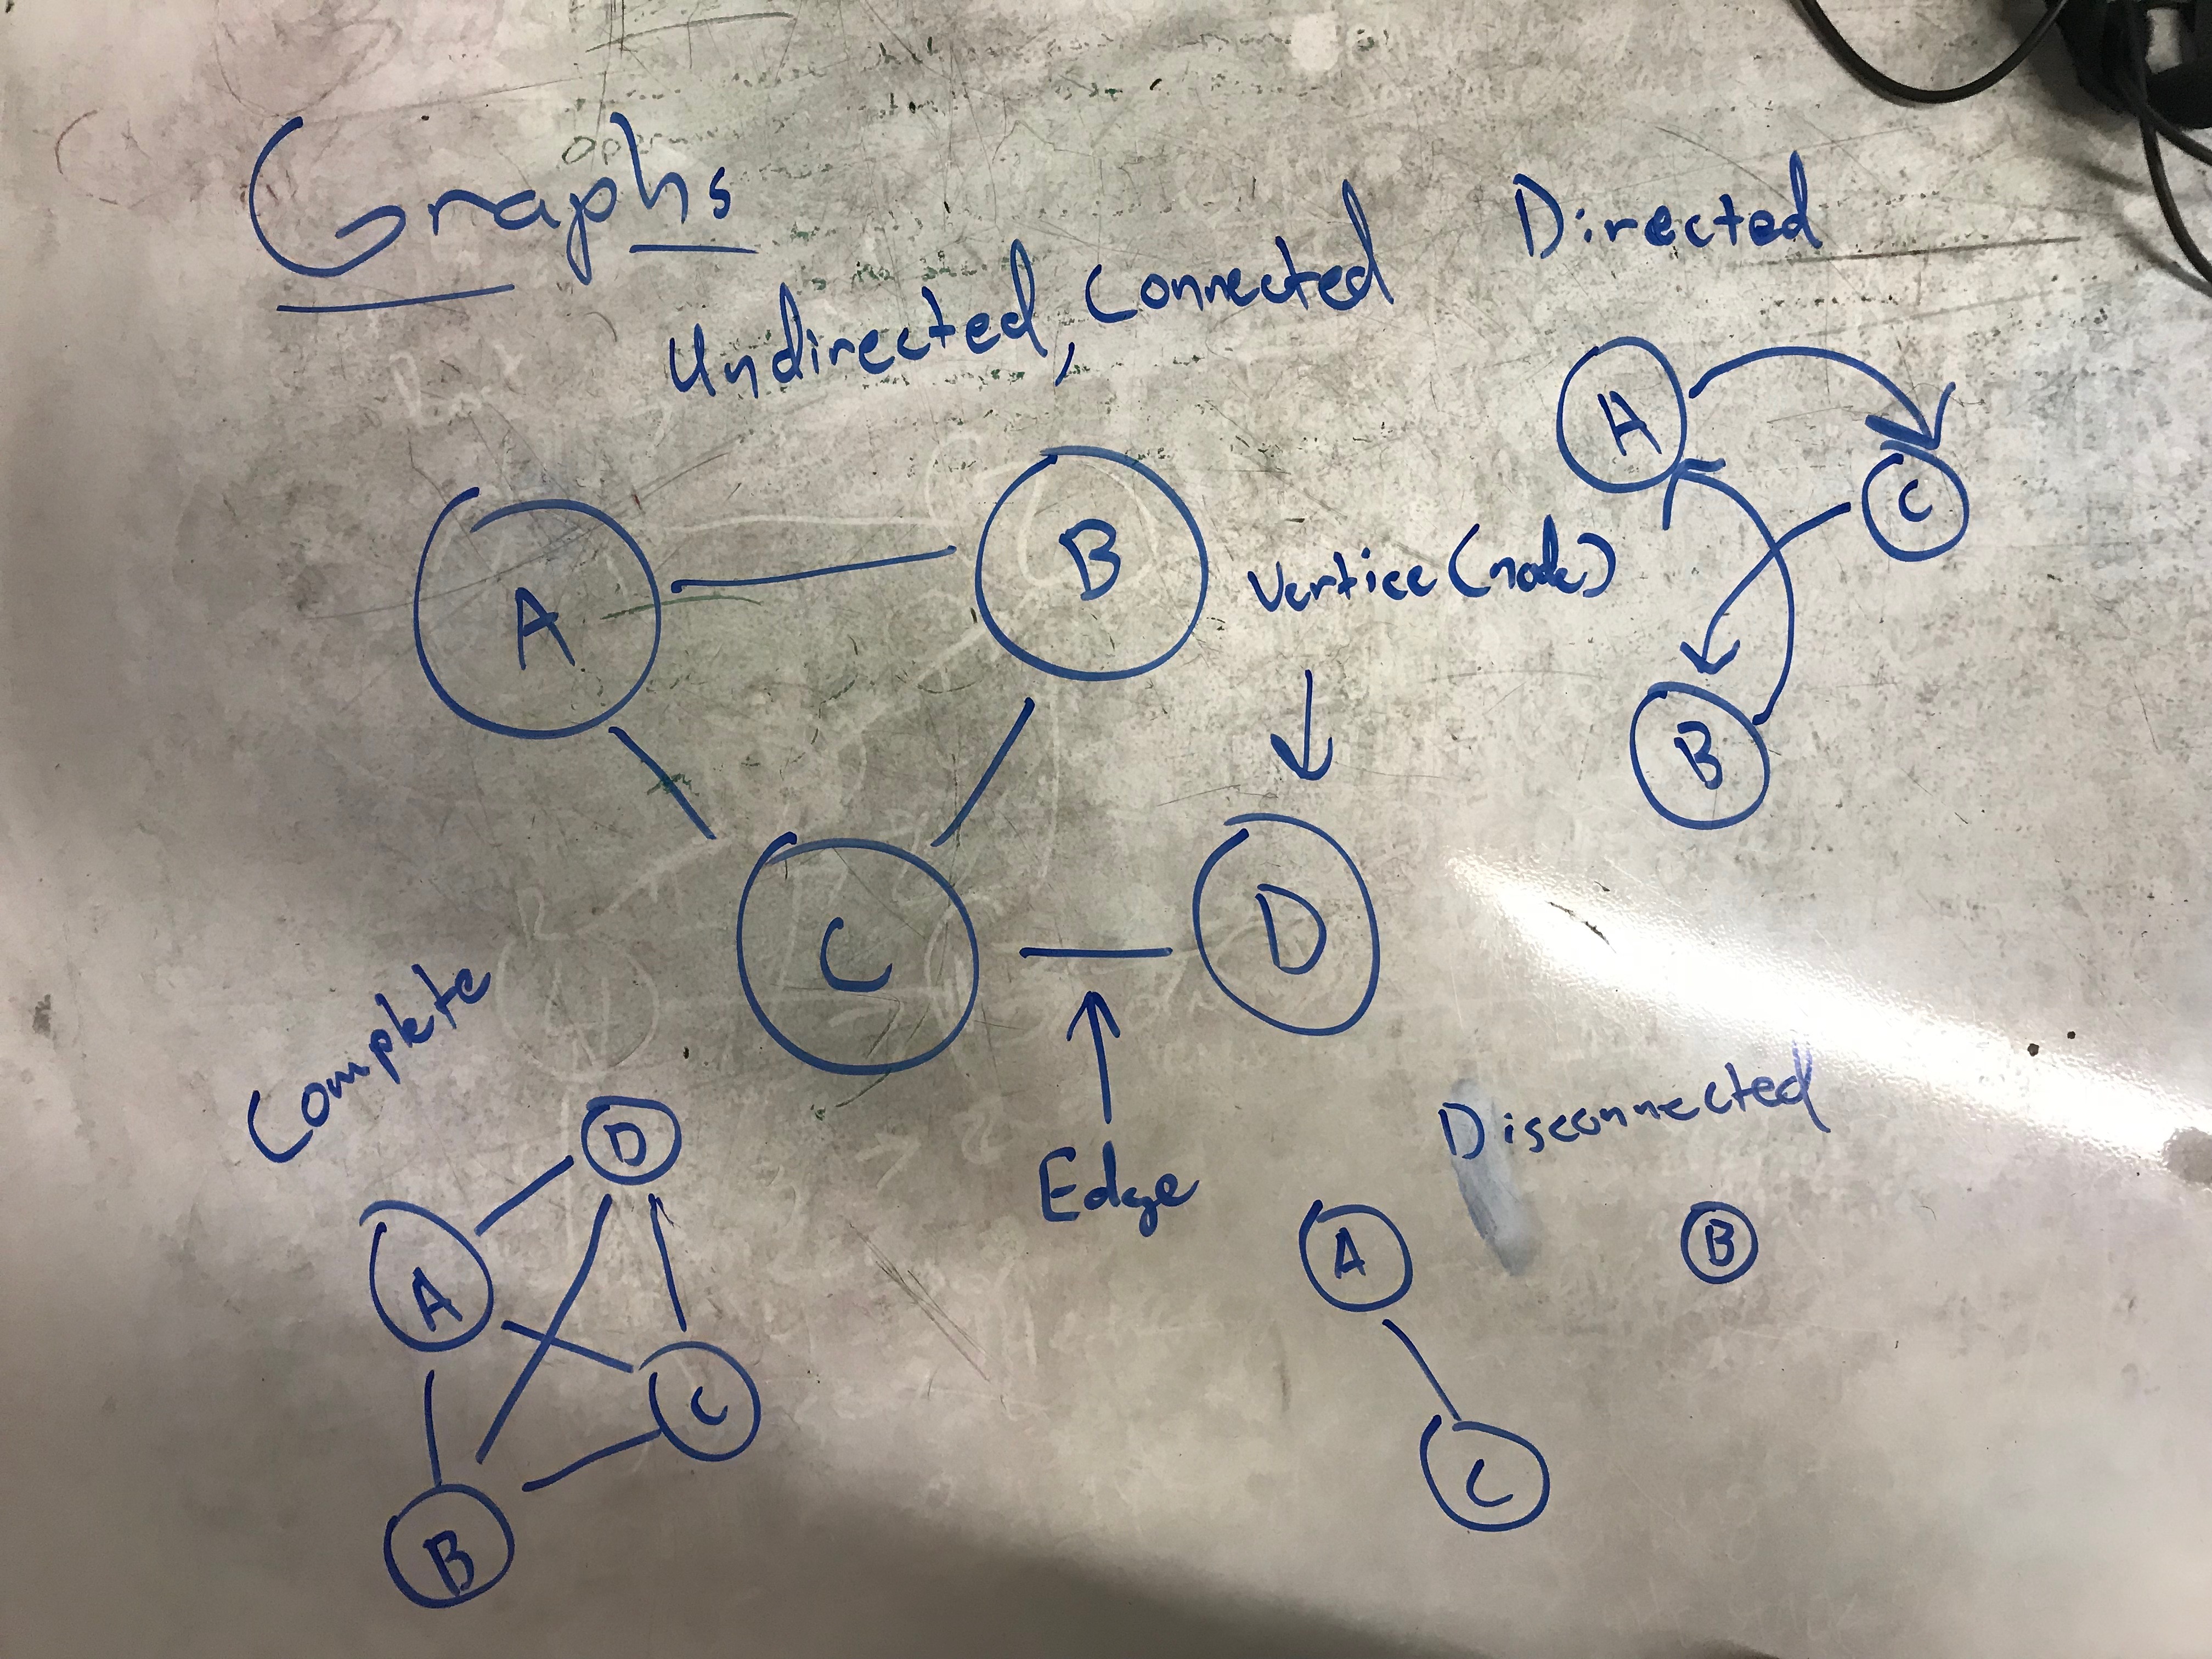 Graphs
Undirected, Connected
Directed
A
C
B
A
B
Vertice (node)
C
D
Edge
Complete
D
A
C
B
Disconnected
A
B
C